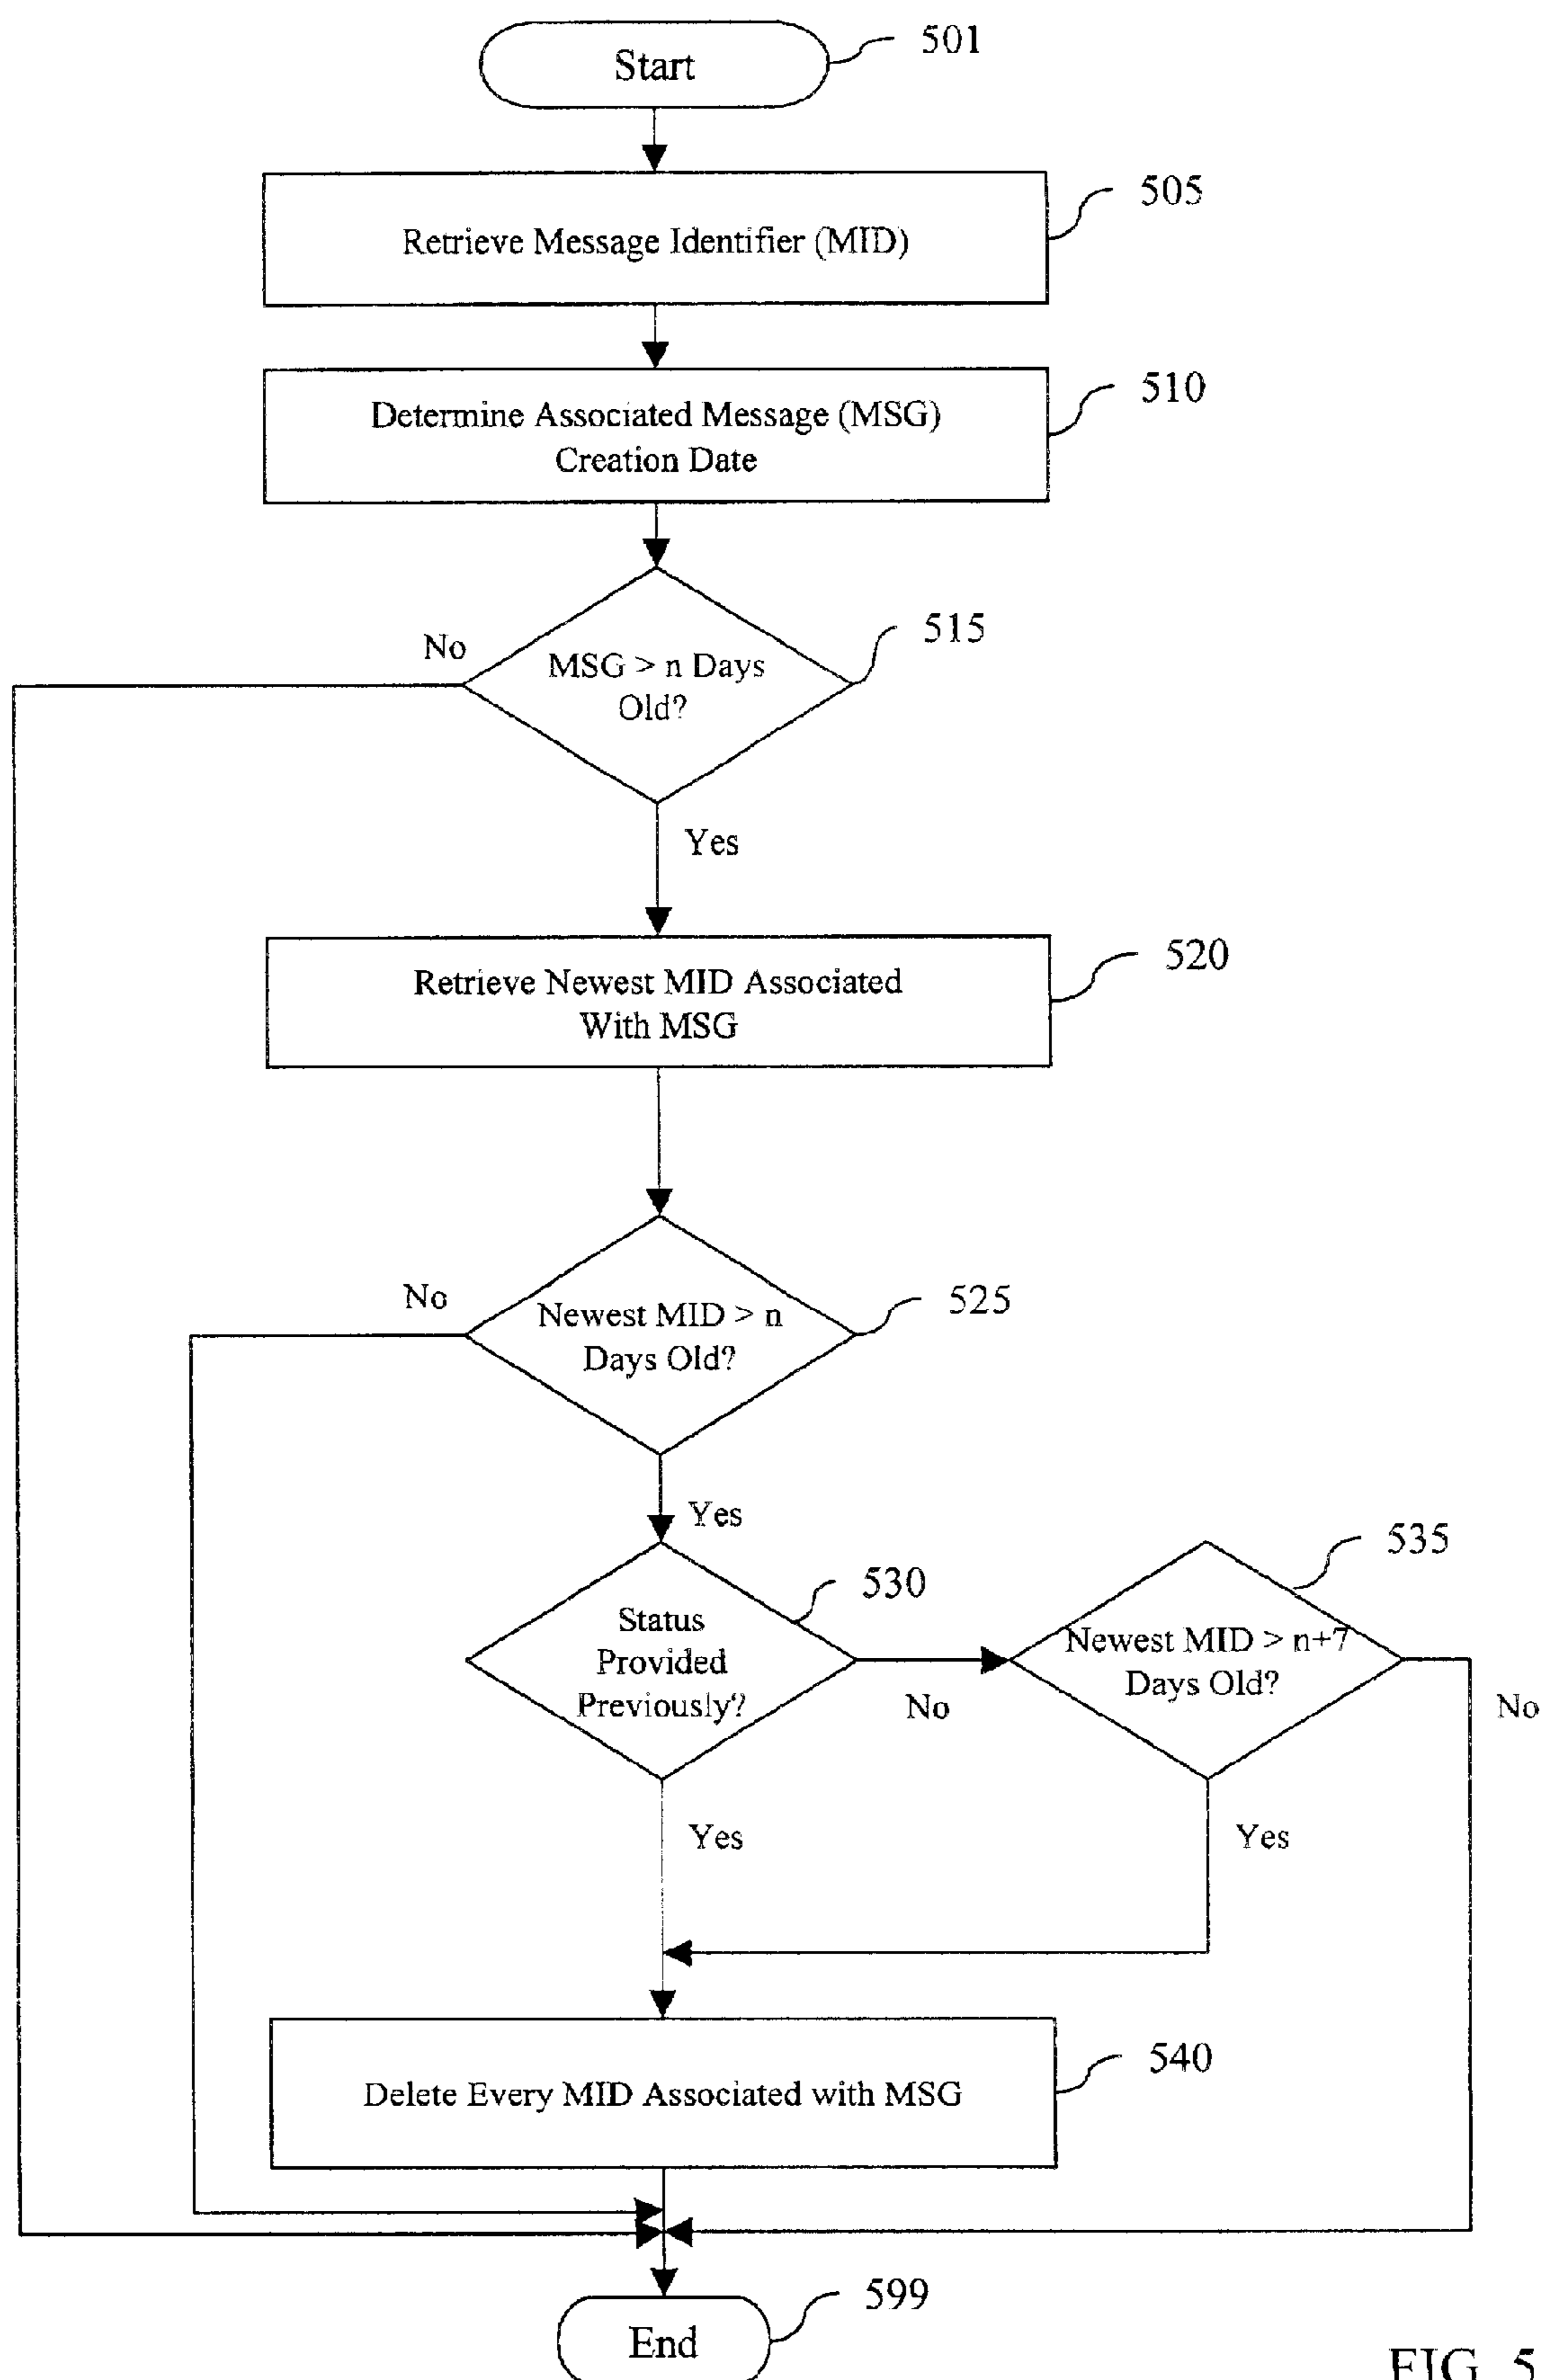 Start
501
Retrieve Message Identifier (MID)
505
Determine Associated Message (MSG)
Creation Date
510
No
MSG > n Days
Old?
515
Yes
Retrieve Newest MID Associated
With MSG
520
No
Newest MID > n
Days Old?
525
Yes
Status
Provided
Previously?
530
No
Newest MID > n+7
Days Old?
535
No
Yes
Yes
Delete Every MID Associated with MSG
540
End
599
FIG. 5